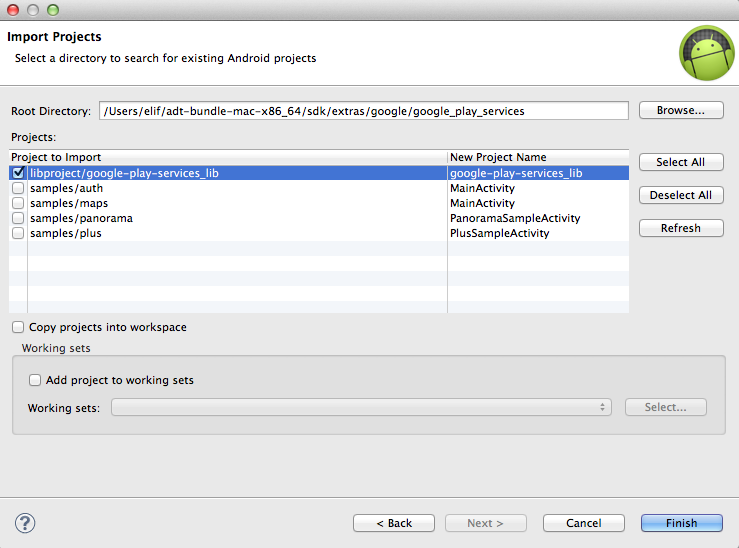 Import Projects
Select a directory to search for existing Android projects
Root Directory: /Users/elif/adt-bundle-mac-x86_64/sdk/extras/google/google_play_services Browse...
Projects:
Project to Import New Project Name
libproject/google-play-services_lib google-play-services_lib Select All
samples/auth MainActivity
samples/maps MainActivity Deselect All
samples/panorama PanoramaSampleActivity
samples/plus PlusSampleActivity Refresh
Copy projects into workspace
Working sets
Add project to working sets
Working sets: Select...
? < Back Next > Cancel Finish